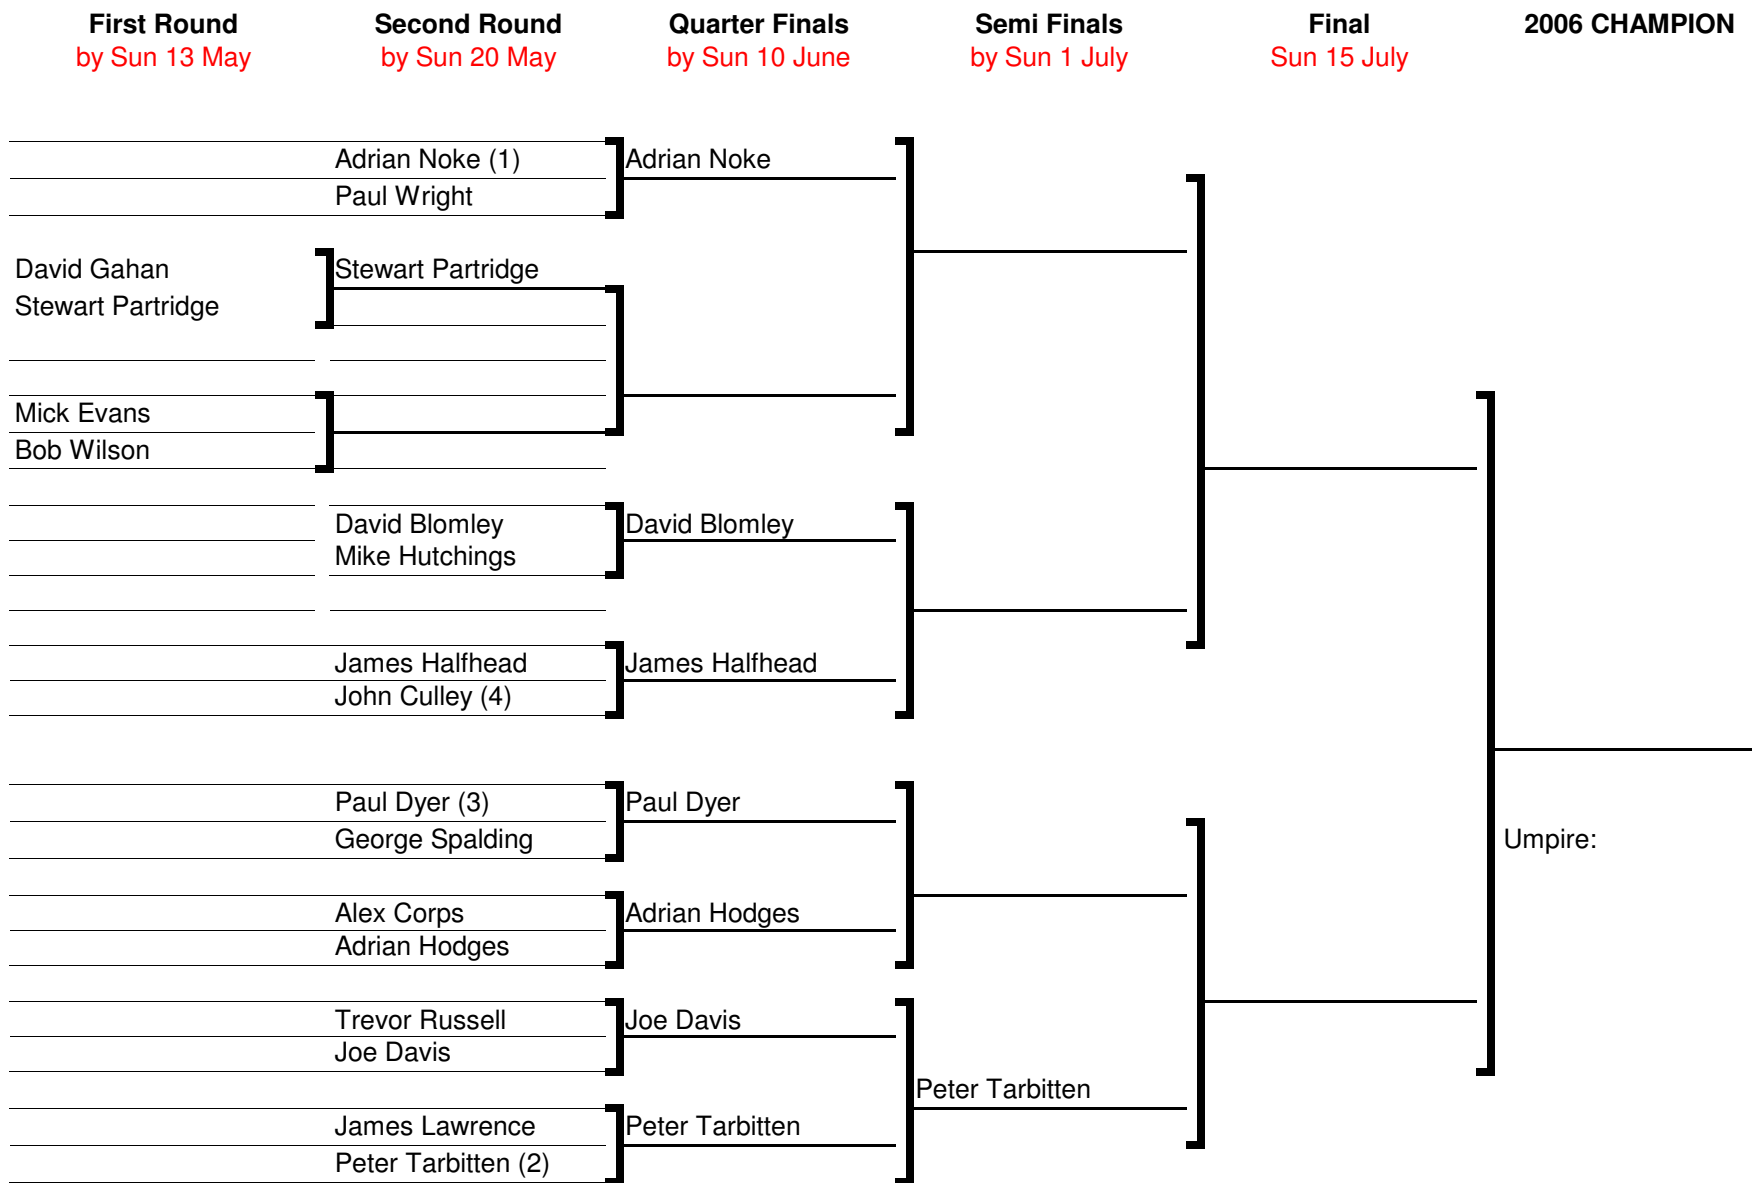 First Round Second Round Quarter Finals Semi Finals Final 2006 CHAMPION
by Sun 13 May by Sun 20 May by Sun 10 June by Sun 1 July Sun 15 July
Adrian Noke (1) Adrian Noke
Paul Wright
David Gahan Stewart Partridge
Stewart Partridge
Mick Evans
Bob Wilson
David Blomley David Blomley
Mike Hutchings
James Halfhead James Halfhead
John Culley (4)
Paul Dyer (3) Paul Dyer
George Spalding Umpire:
Alex Corps Adrian Hodges
Adrian Hodges
Trevor Russell Joe Davis
Joe Davis
Peter Tarbitten
James Lawrence Peter Tarbitten
Peter Tarbitten (2)